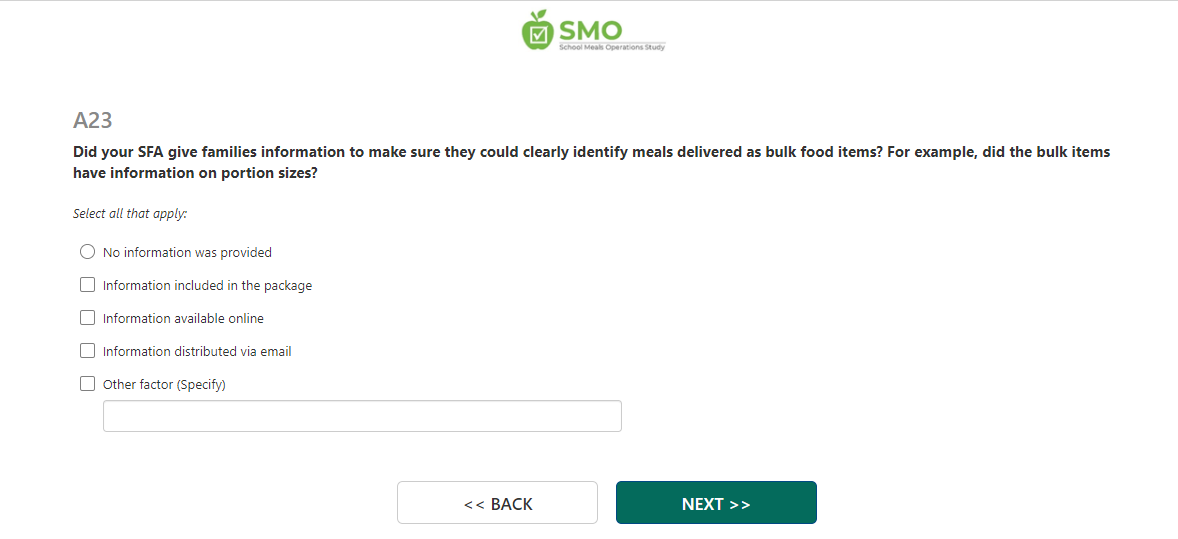 SMO
School Meals Operations Study
A23
Did your SFA give families information to make sure they could clearly identify meals delivered as bulk food items? For example, did the bulk items
have information on portion sizes?
Select all that apply:
No information was provided
Information included in the package
Information available online
Information distributed via email
Other factor (Specify)
<< BACK
NEXT >>